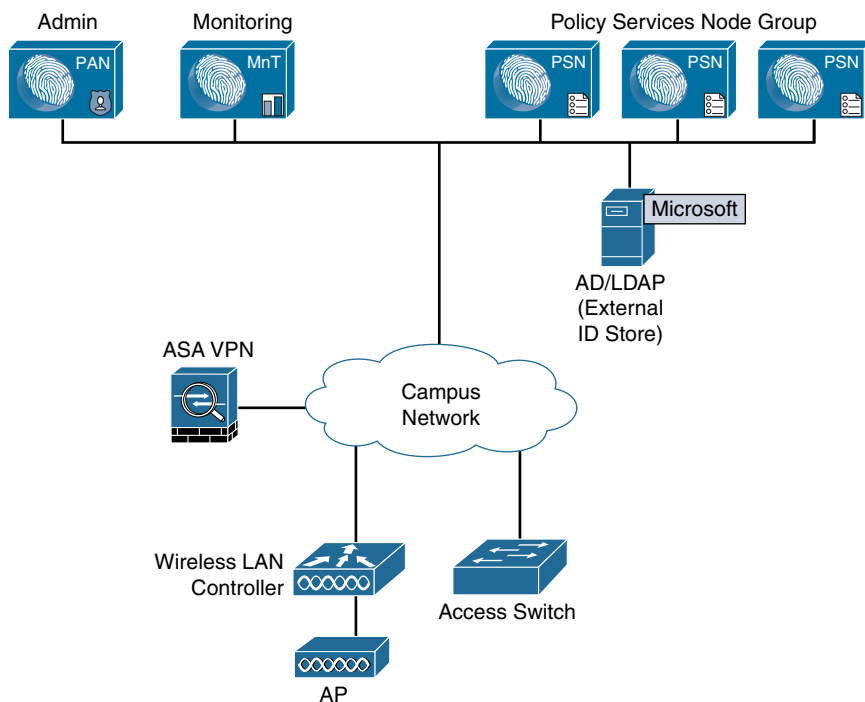 Admin
Monitoring
Policy Services Node Group
PAN
MnT
PSN
PSN
PSN
Microsoft
AD/LDAP
(External
ID Store)
ASA VPN
Campus
Network
Wireless LAN
Controller
Access Switch
AP